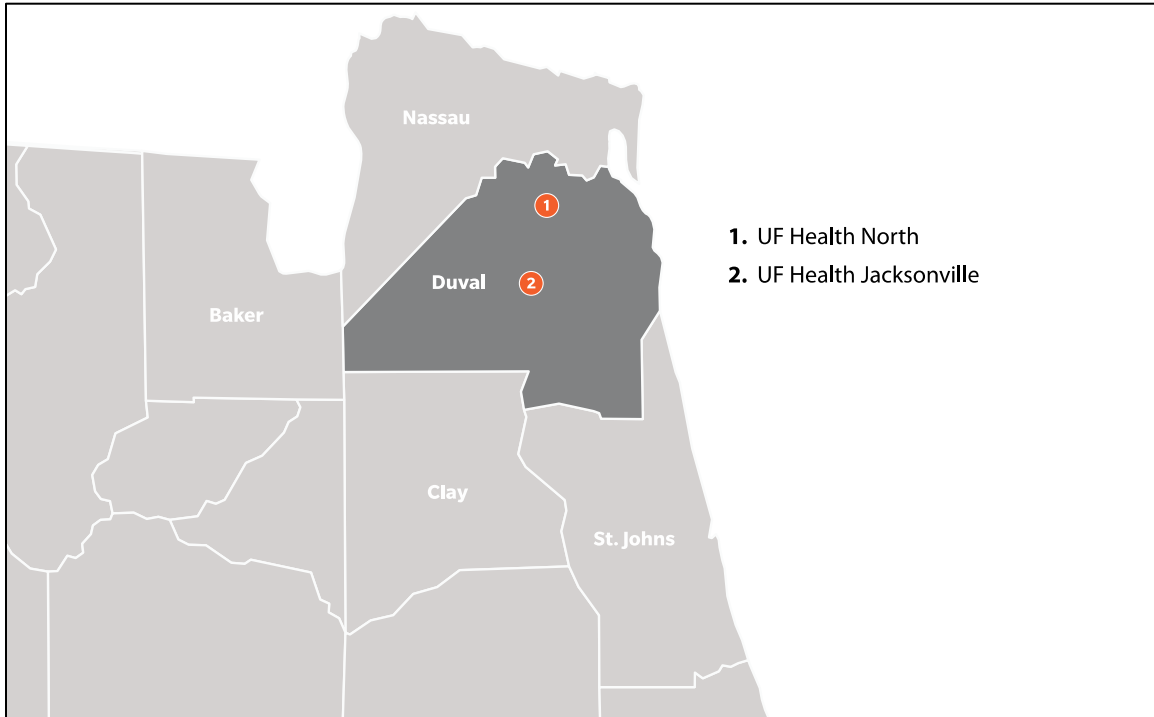 Nassau
1
1. UF Health North
Duval
2
2. UF Health Jacksonville
Baker
Clay
St. Johns